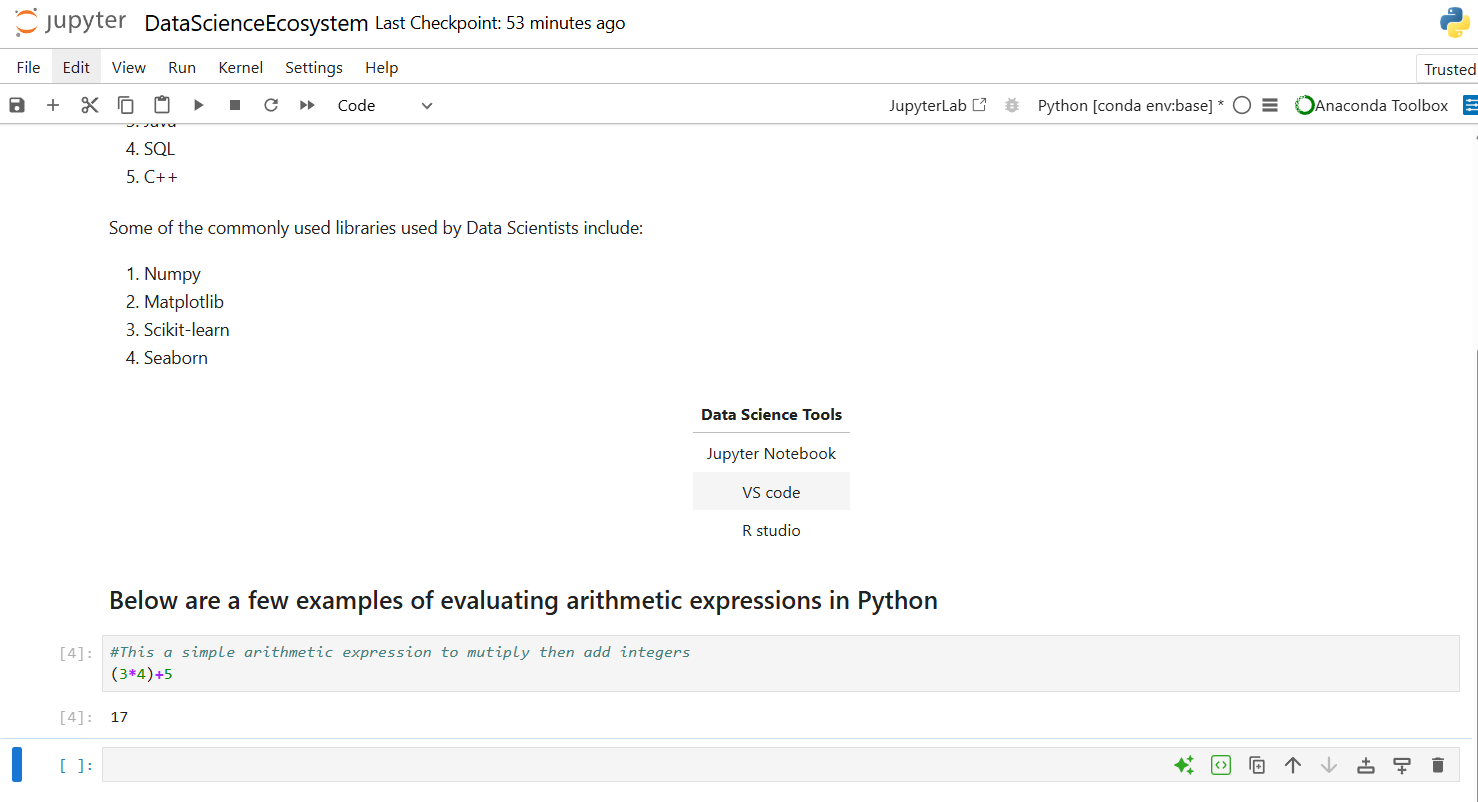 jupyter DataScienceEcosystem Last Checkpoint: 53 minutes ago
File Edit View Run Kernel Settings Help
Trusted
Code
JupyterLab Python [conda env:base] * Anaconda Toolbox
3. Java
4. SQL
5. C++
Some of the commonly used libraries used by Data Scientists include:
1. Numpy
2. Matplotlib
3. Scikit-learn
4. Seaborn
Data Science Tools
Jupyter Notebook
VS code
R studio
Below are a few examples of evaluating arithmetic expressions in Python
[4]: #This a simple arithmetic expression to mutiply then add integers
(3*4)+5
[4]: 17
[ ]: